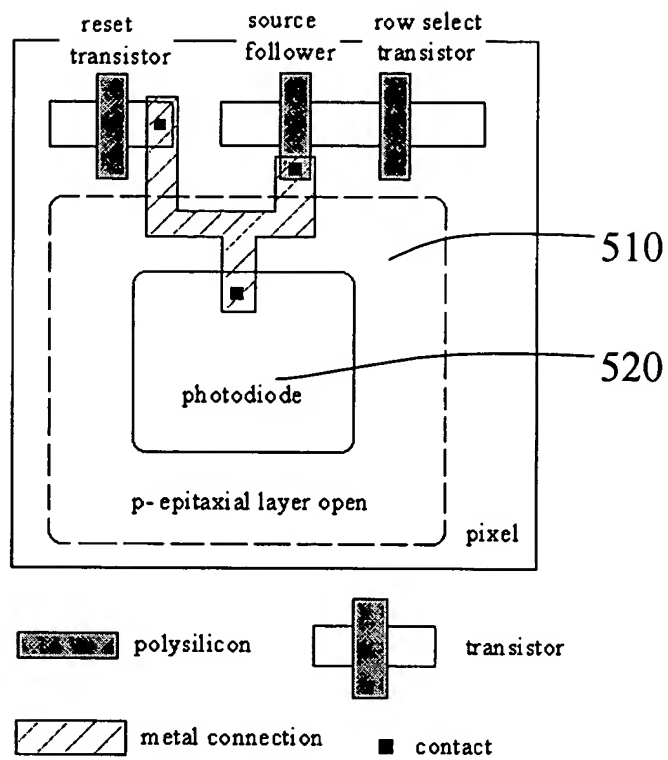 reset transistor
source follower
row select transistor
510
520
photodiode
p- epitaxial layer open
pixel
polysilicon
transistor
metal connection
contact